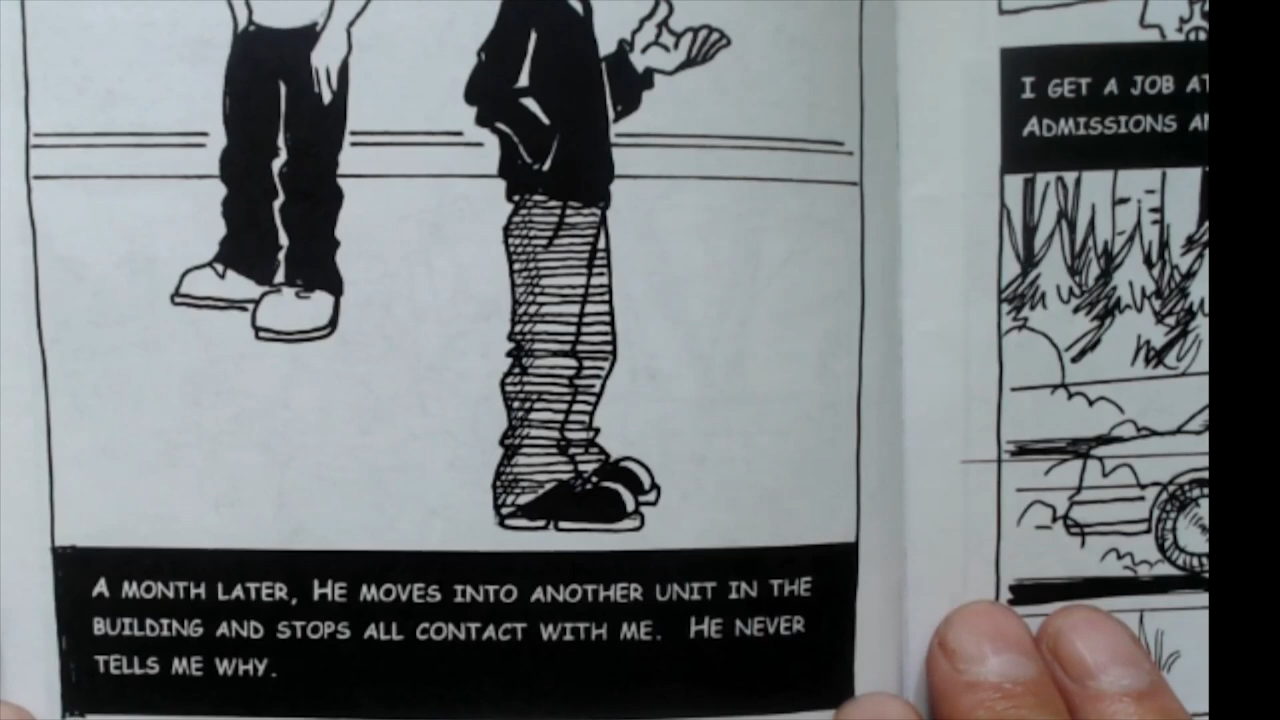 A MONTH LATER, HE MOVES INTO ANOTHER UNIT IN THE
BUILDING AND STOPS ALL CONTACT WITH ME. HE NEVER
TELLS ME WHY.
I GET A JOB AT
ADMISSIONS